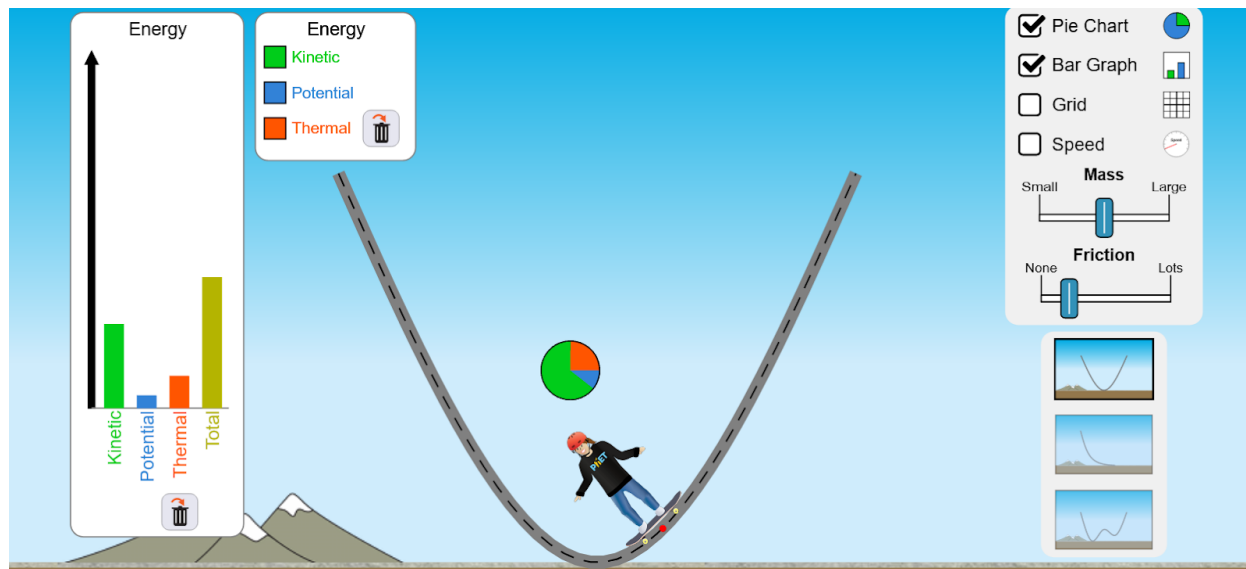 Energy
Kinetic
Potential
Thermal
Total
Energy
Kinetic
Potential
Thermal
PhET
Pie Chart
Bar Graph
Grid
Speed
Mass
Small
Large
Friction
None
Lots